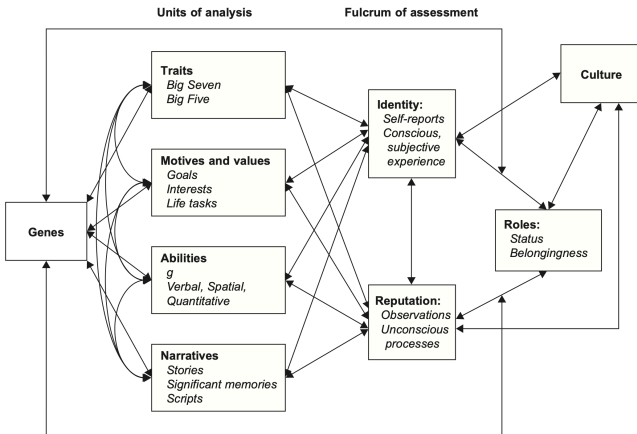 Units of analysis
Fulcrum of assessment
Traits
Big Seven
Big Five
Motives and values
Goals
Interests
Life tasks
Genes
Abilities
g
Verbal, Spatial,
Quantitative
Narratives
Stories
Significant memories
Scripts
Identity:
Self-reports
Conscious,
subjective
experience
Reputation:
Observations
Unconscious
processes
Culture
Roles:
Status
Belongingness